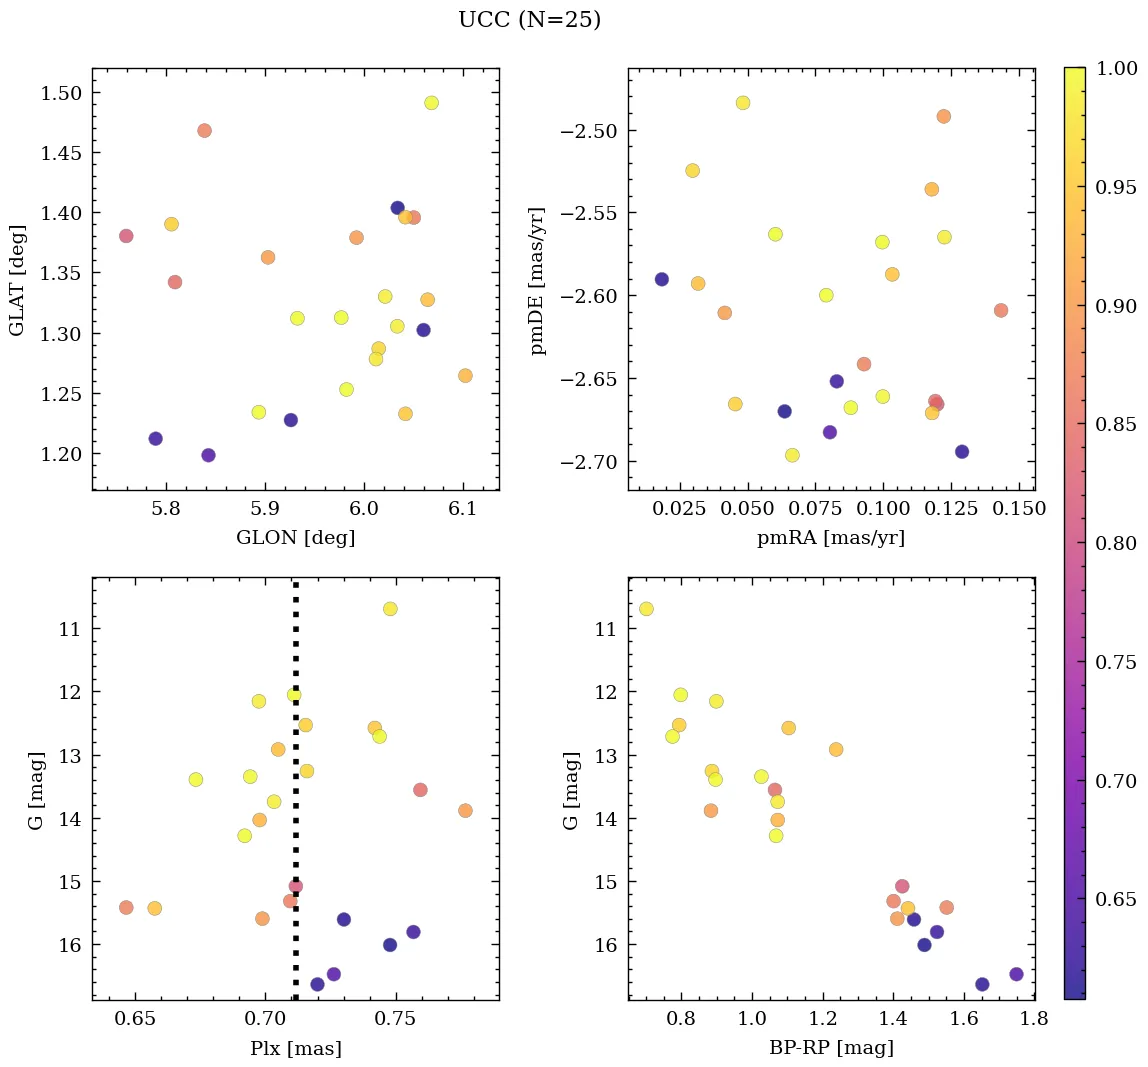 UCC (N=25)
1.50
1.45
1.40
1.35
1.30
1.25
1.20
GLAT [deg]
5.8 5.9 6.0 6.1
GLON [deg]
−2.50
−2.55
−2.60
−2.65
−2.70
pmDE [mas/yr]
0.025 0.050 0.075 0.100 0.125 0.150
pmRA [mas/yr]
11
12
13
14
15
16
G [mag]
0.65 0.70 0.75
Plx [mas]
11
12
13
14
15
16
G [mag]
0.8 1.0 1.2 1.4 1.6 1.8
BP-RP [mag]
1.00
0.95
0.90
0.85
0.80
0.75
0.70
0.65